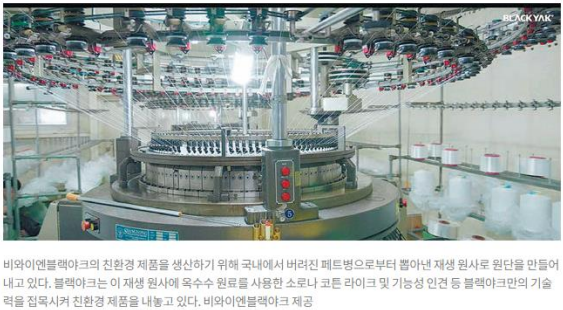 BLACKYAK
비와이엔블랙야크의 친환경 제품을 생산하기 위해 국내에서 버려진 페트병으로부터 뽑아낸 재생 원사로 원단을 만들어
내고 있다. 블랙야크는 이 재생 원사에 옥수수 원료를 사용한 소로나 코튼 라이크 및 기능성 인견 등 블랙야크만의 기술
력을 접목시켜 친환경 제품을 내놓고 있다. 비와이엔블랙야크 제공